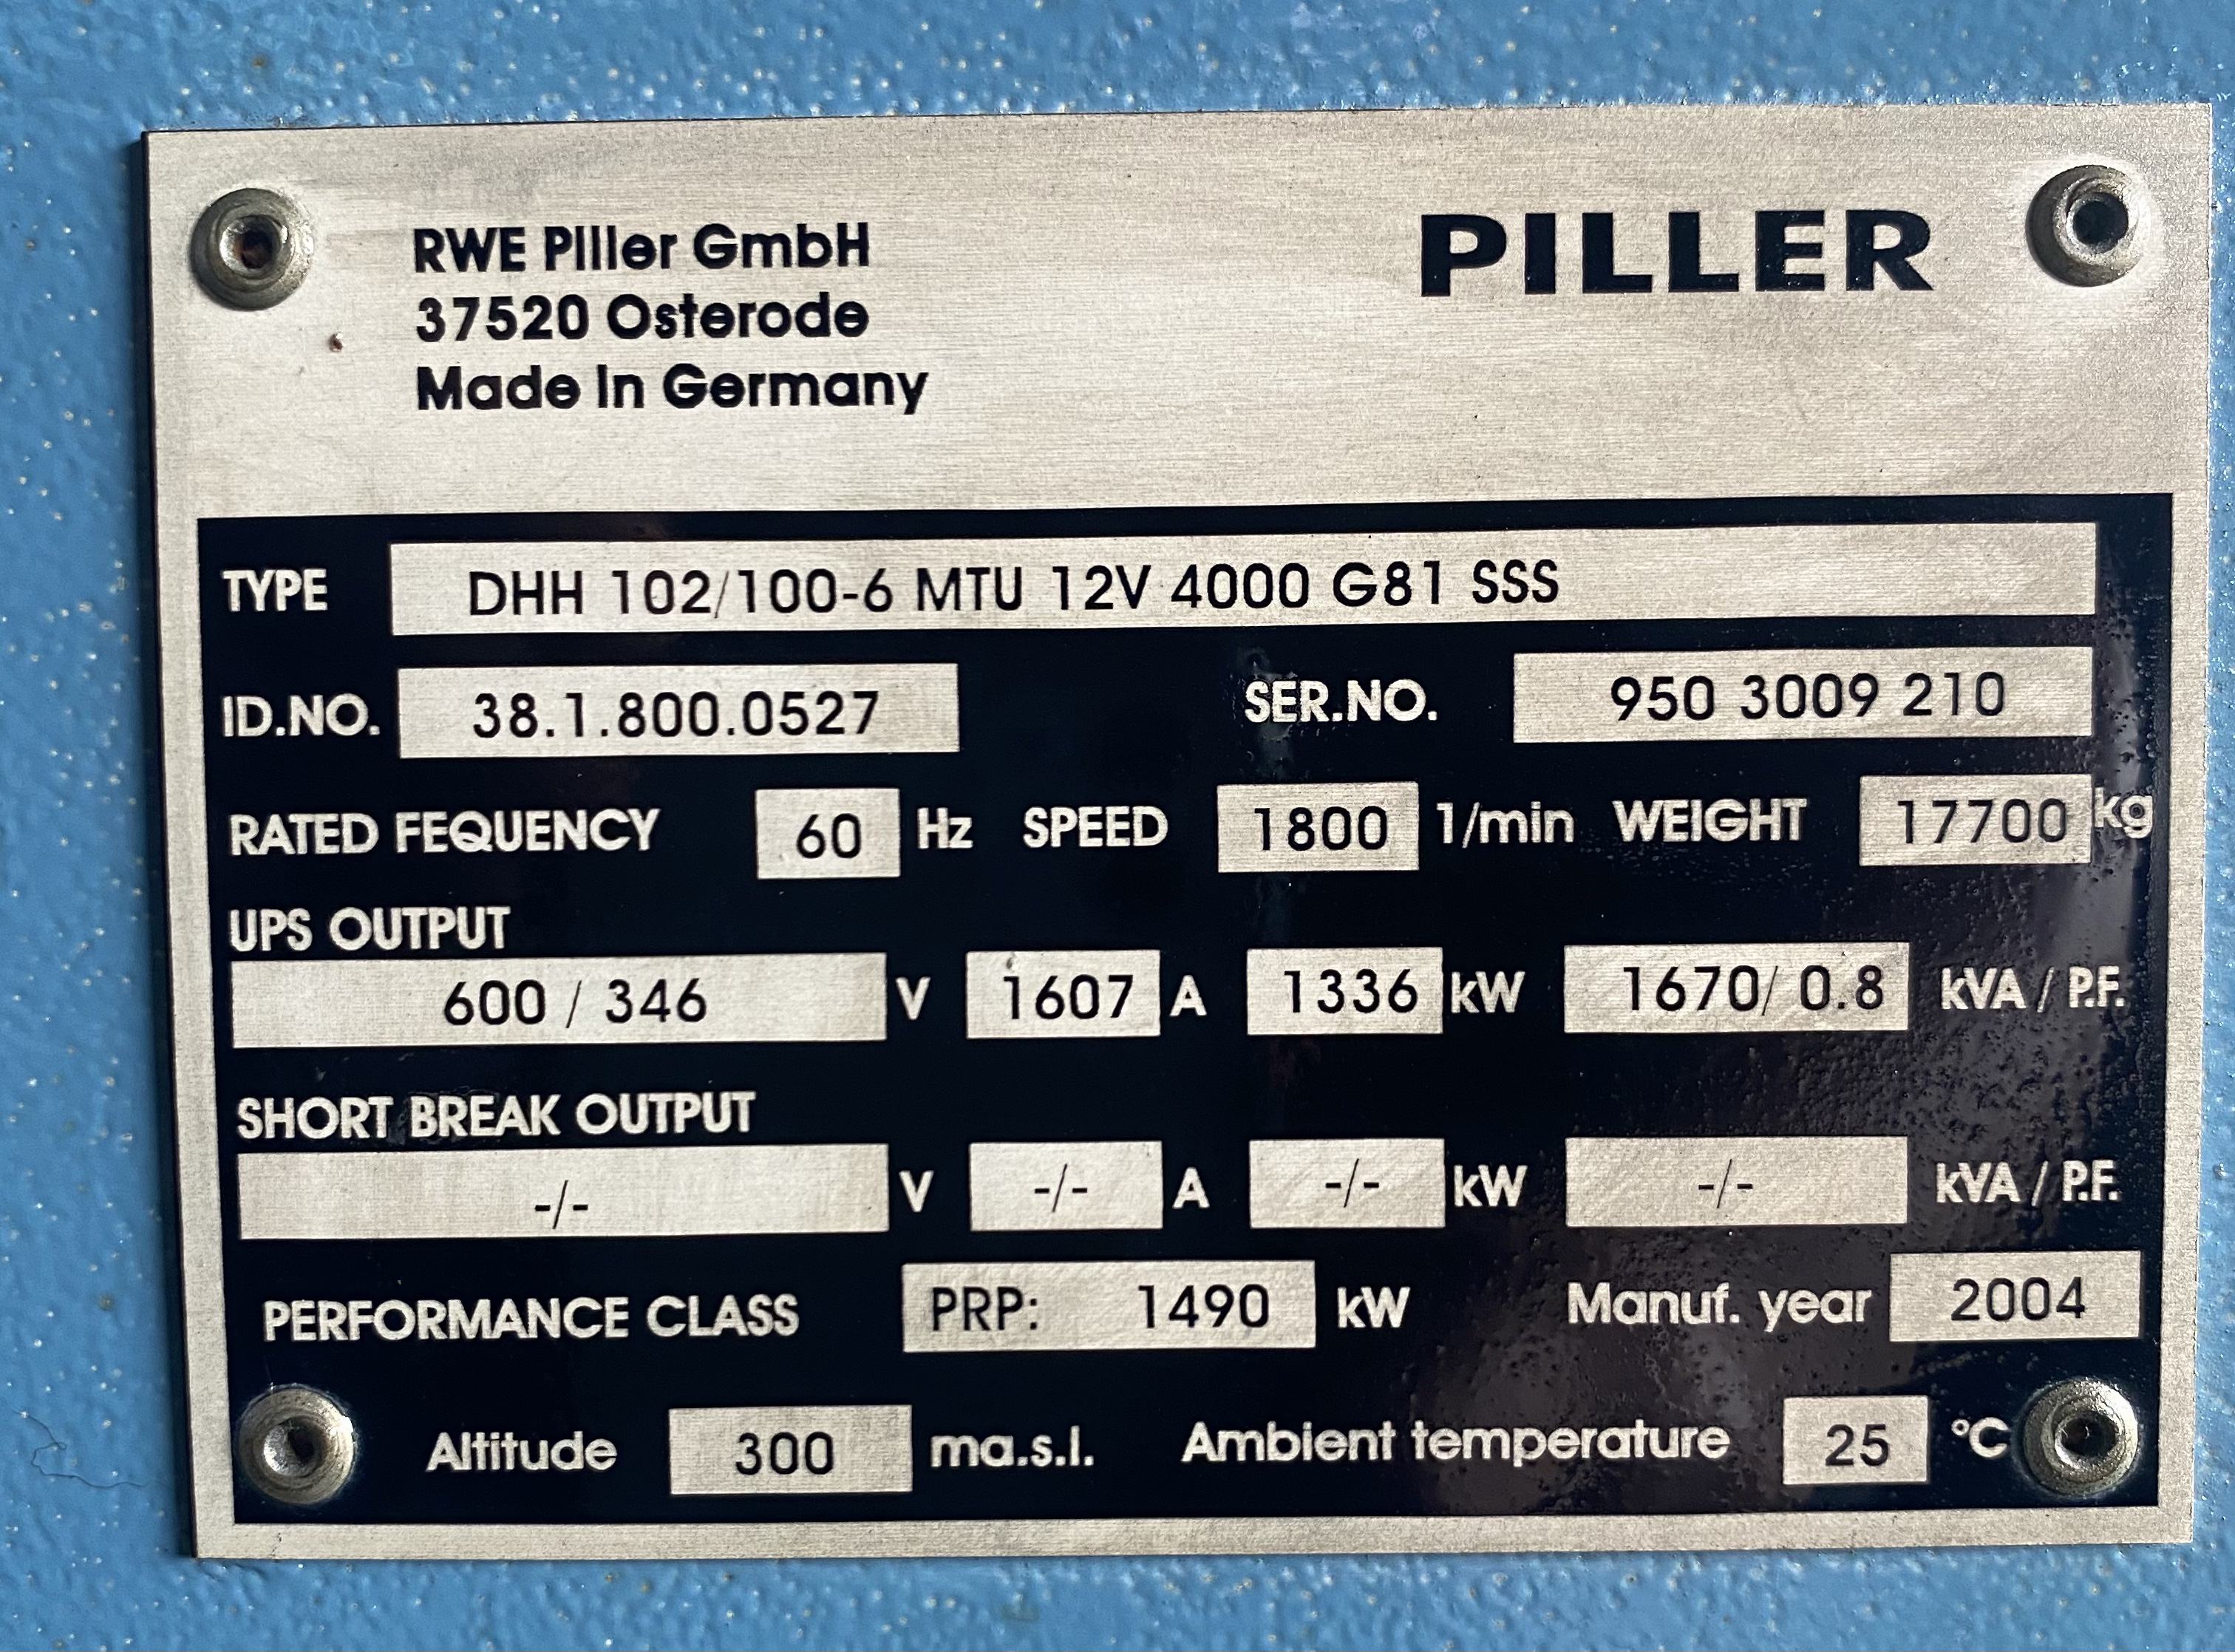 RWE Piller GmbH
PILLER
37520 Osterode
Made In Germany
TYPE DHH 102/100-6 MTU 12V 4000 G81 SSS
ID.NO. 38.1.800.0527 SER.NO. 950 3009 210
RATED FEQUENCY 60 Hz SPEED 1800 1/min WEIGHT 17700 kg
UPS OUTPUT
600 / 346 V 1607 A 1336 kW 1670/ 0.8 kVA / P.F.
SHORT BREAK OUTPUT
-/- V -/- A -/- kW -/- kVA / P.F.
PERFORMANCE CLASS PRP: 1490 kW Manuf. year 2004
Altitude 300 ma.s.l. Ambient temperature 25 °C